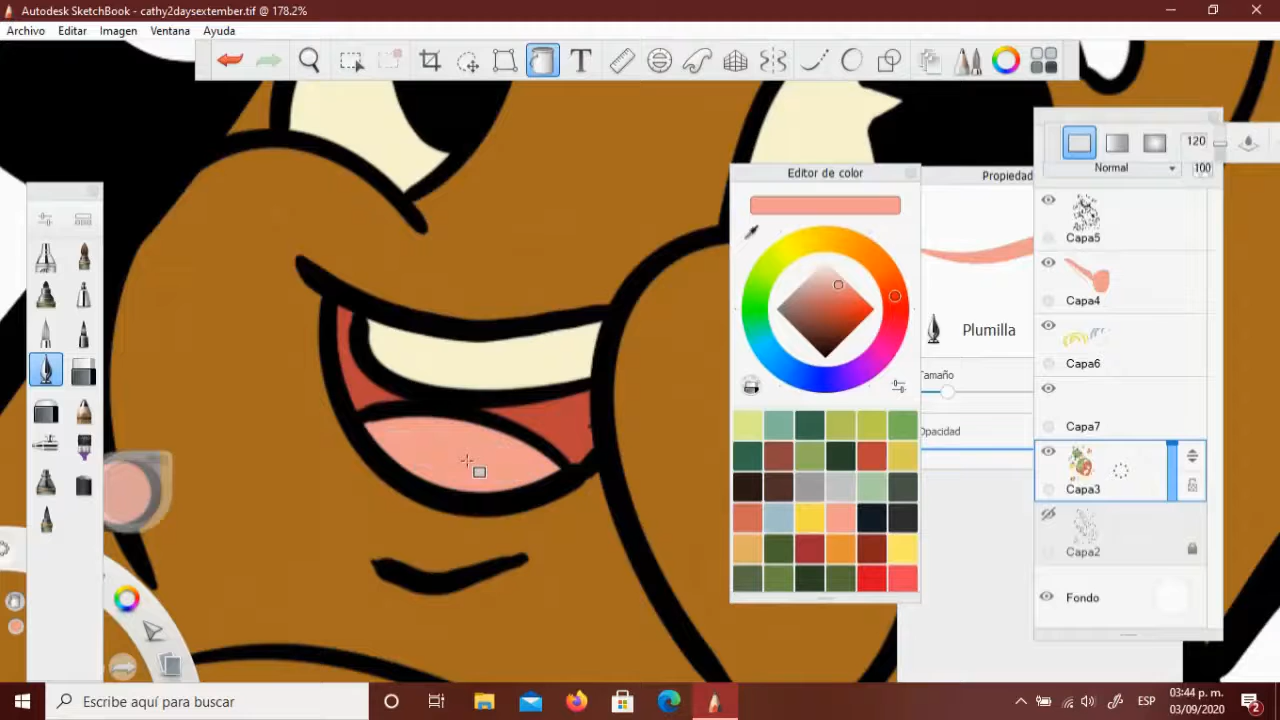 Autodesk SketchBook - cathy2daysextember.tif @ 178.2%
Archivo Editar Imagen Ventana Ayuda
T
120
Normal 100
Editor de color
Propiedad
Capa5
Capa4
Plumilla
Capa6
Tamaño
Capa7
Opacidad
Capa3
Capa2
Fondo
Escribe aquí para buscar
ESP
03:44 p. m.
03/09/2020
2